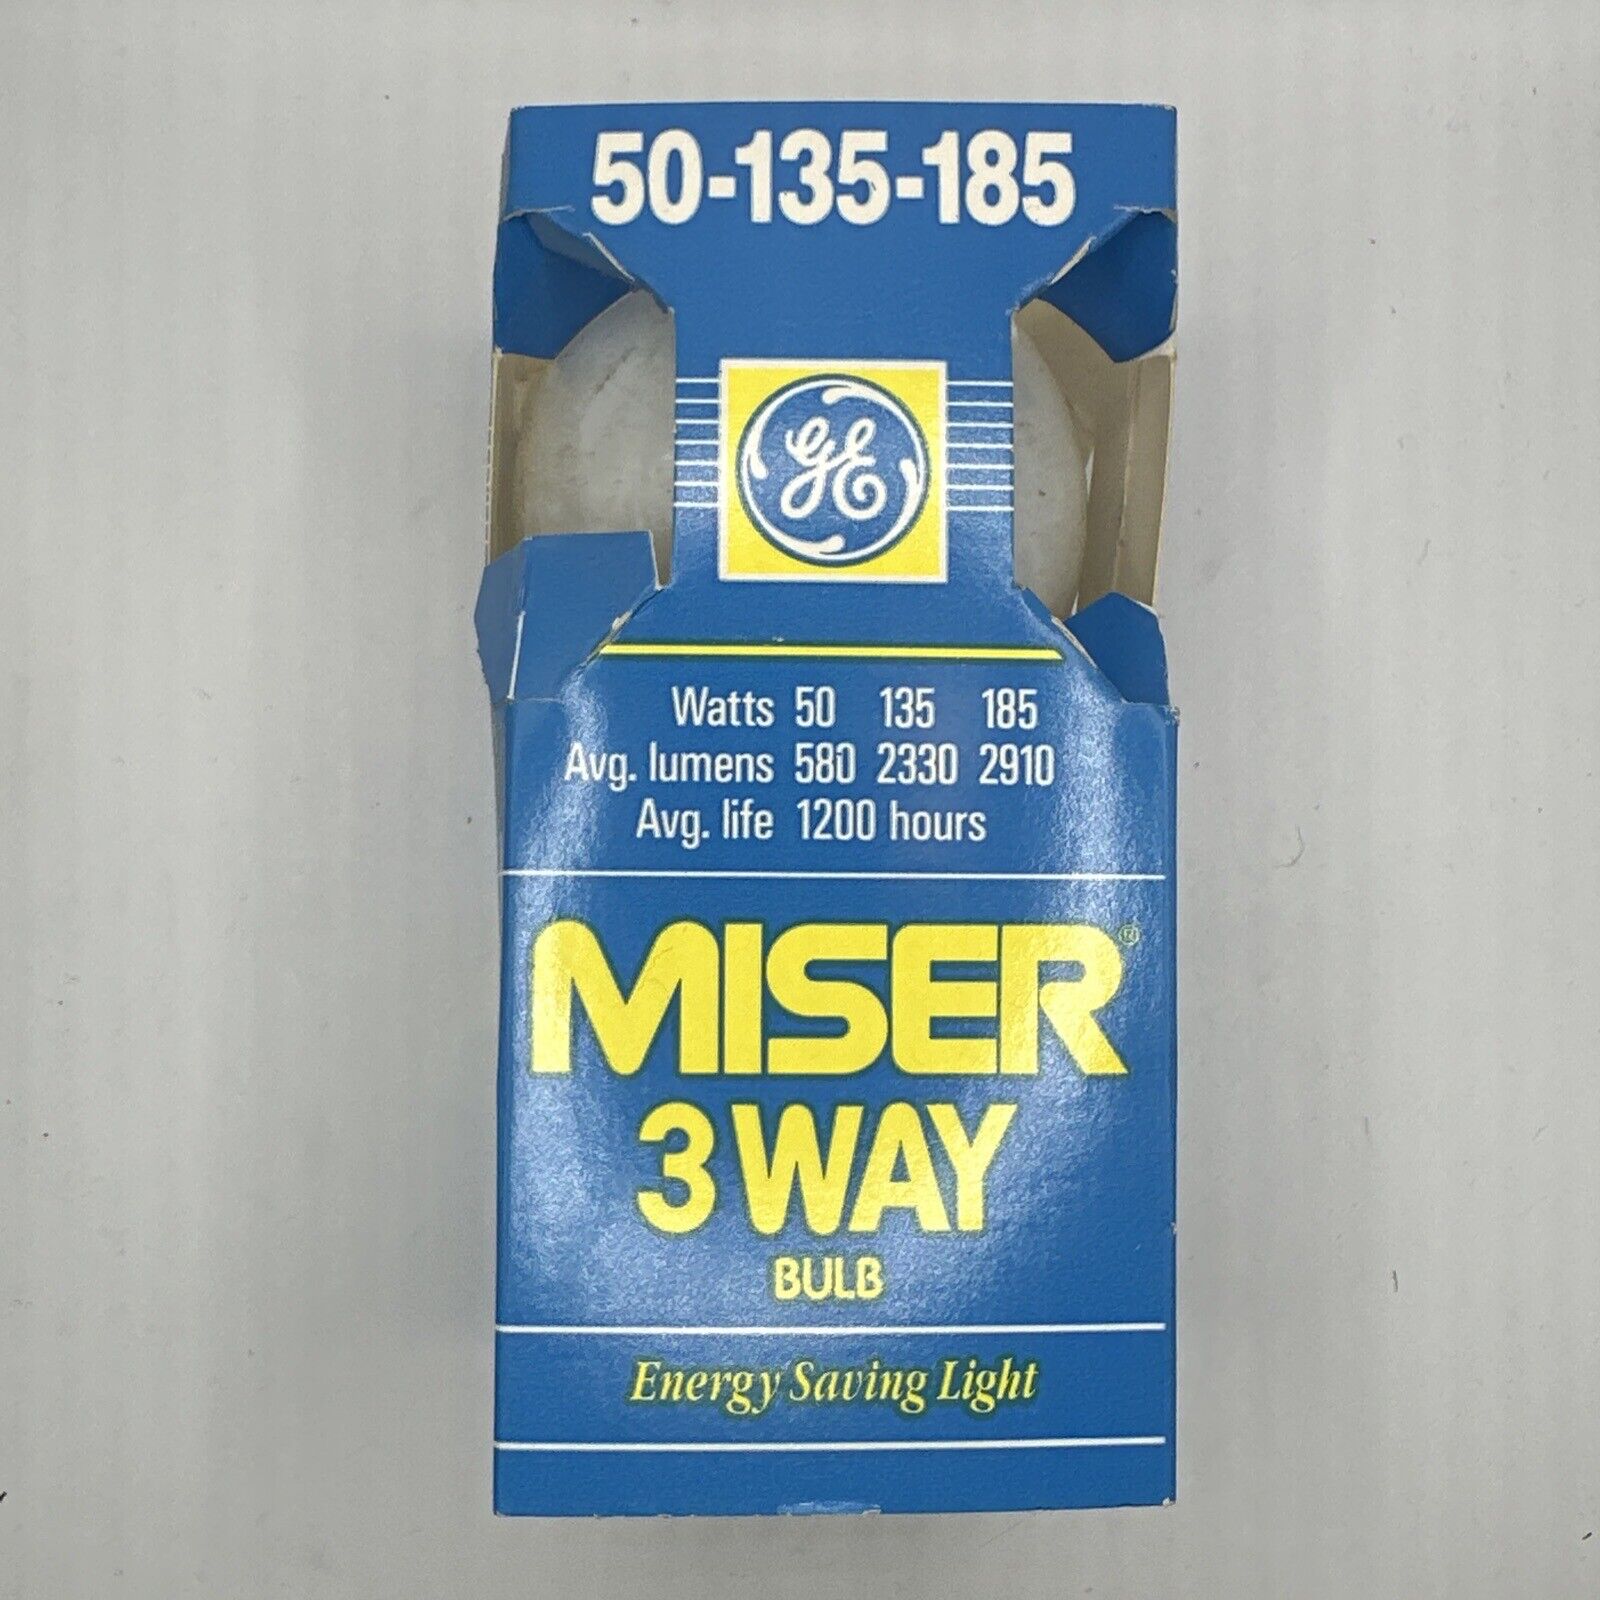 50-135-185
GE
Watts 50 135 185
Avg. lumens 580 2330 2910
Avg. life 1200 hours
MISER®
3 WAY
BULB
Energy Saving Light